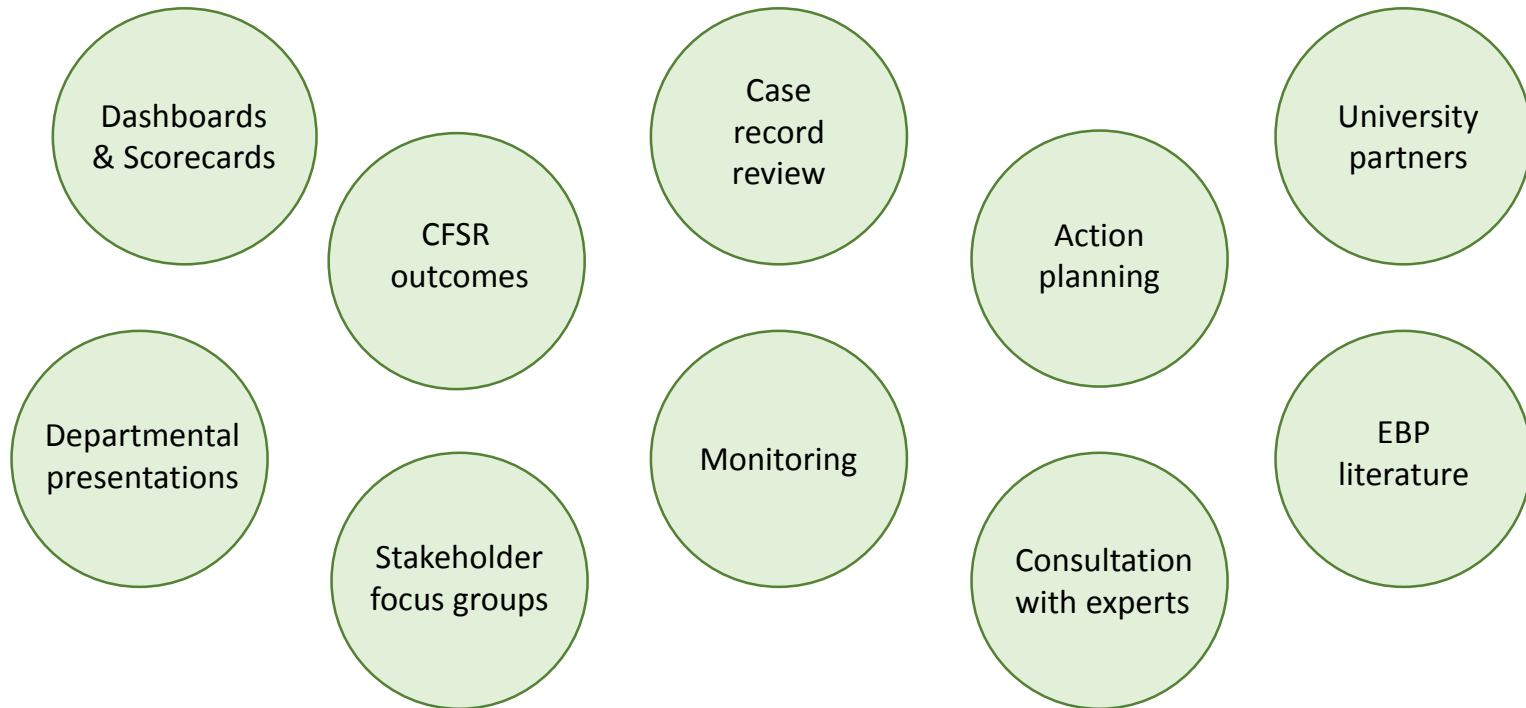 Dashboards
& Scorecards
CFSR
outcomes
Case
record
review
Action
planning
University
partners
Departmental
presentations
Stakeholder
focus groups
Monitoring
Consultation
with experts
EBP
literature